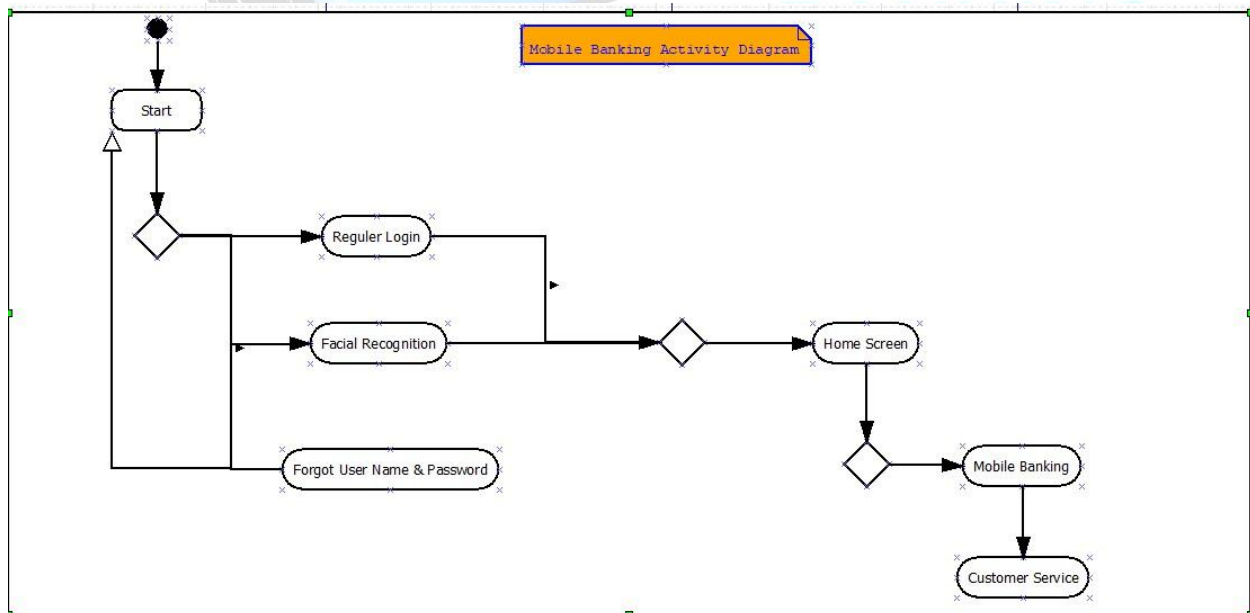 Mobile Banking Activity Diagram
Start
Reguler Login
Facial Recognition
Home Screen
Forgot User Name & Password
Mobile Banking
Customer Service